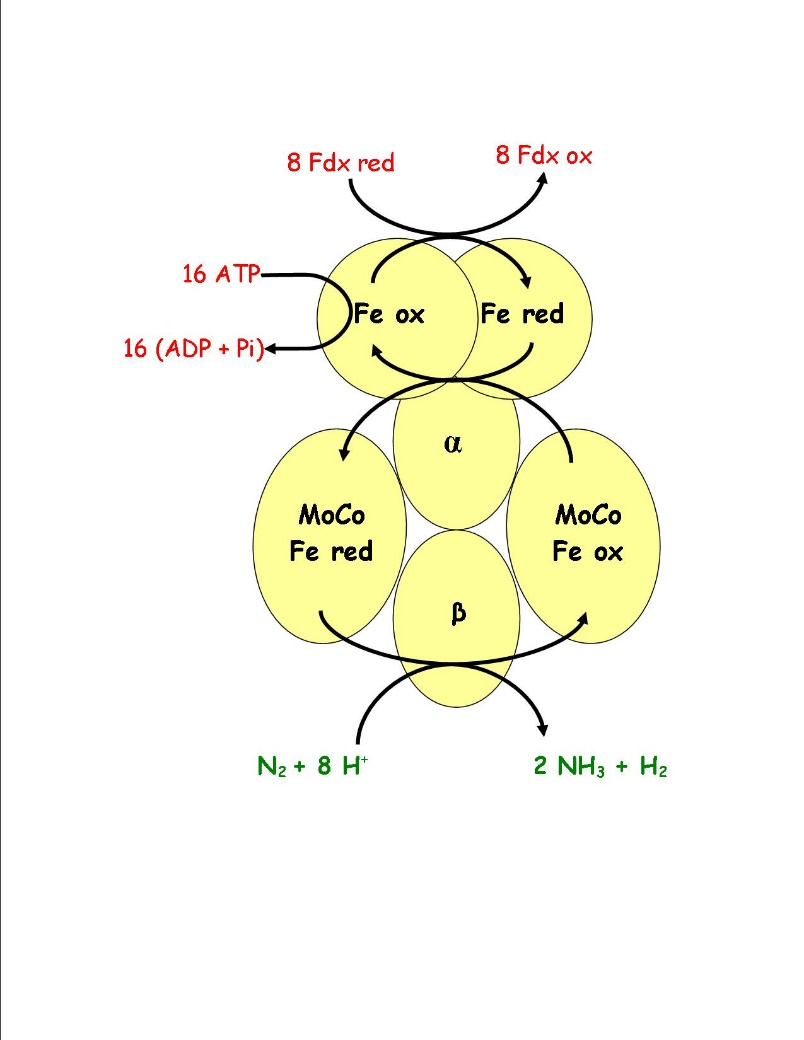 8 Fdx red
8 Fdx ox
16 ATP
Fe ox
Fe red
16 (ADP + Pi)
α
MoCo
Fe red
MoCo
Fe ox
β
N₂ + 8 H⁺
2 NH₃ + H₂